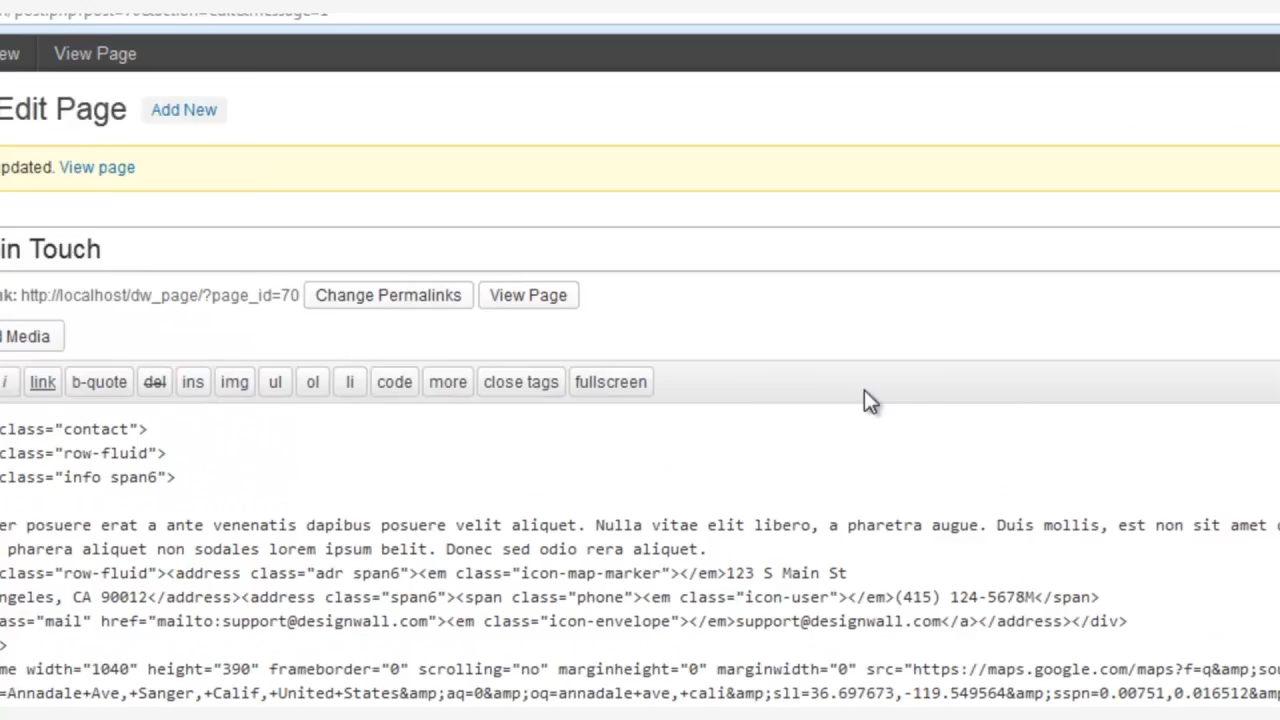 ew View Page
Edit Page Add New
pdated. View page
in Touch
nk: http://localhost/dw_page/?page_id=70 Change Permalinks View Page
Media
i link b-quote del ins img ul ol li code more close tags fullscreen
class="contact">
class="row-fluid">
class="info span6">
er posuere erat a ante venenatis dapibus posuere velit aliquet. Nulla vitae elit libero, a pharetra augue. Duis mollis, est non sit amet
pharera aliquet non sodales lorem ipsum belit. Donec sed odio rera aliquet.
class="row-fluid"><address class="adr span6"><em class="icon-map-marker"></em>123 S Main St
ngeles, CA 90012</address><address class="span6"><span class="phone"><em class="icon-user"></em>(415) 124-5678M</span>
ass="mail" href="mailto:support@designwall.com"><em class="icon-envelope"></em>support@designwall.com</a></address></div>
>
me width="1040" height="390" frameborder="0" scrolling="no" marginheight="0" marginwidth="0" src="https://maps.google.com/maps?f=q&amp;sou
=Annadale+Ave,+Sanger,+Calif,+United+States&amp;aq=0&amp;oq=annadale+ave,+cali&amp;sll=36.697673,-119.549564&amp;sspn=0.00751,0.016512&amp